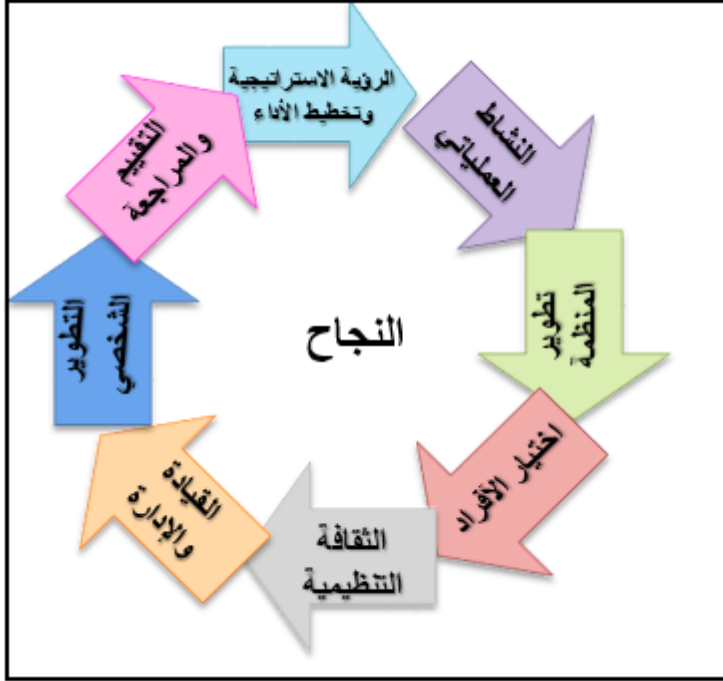 الرؤية الاستراتيجية
وتخطيط الأداء
النشاط
العملياتي
تطوير
المنظمة
اختيار الأفراد
الثقافة
التنظيمية
القيادة
والإدارة
التطوير
الشخصي
التقييم
والمراجعة
النجاح